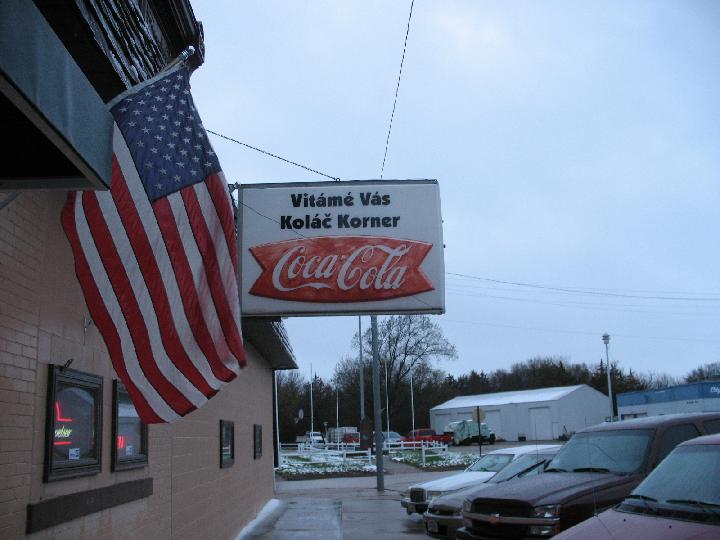 Vitámé Vás
Koláč Korner
Coca-Cola